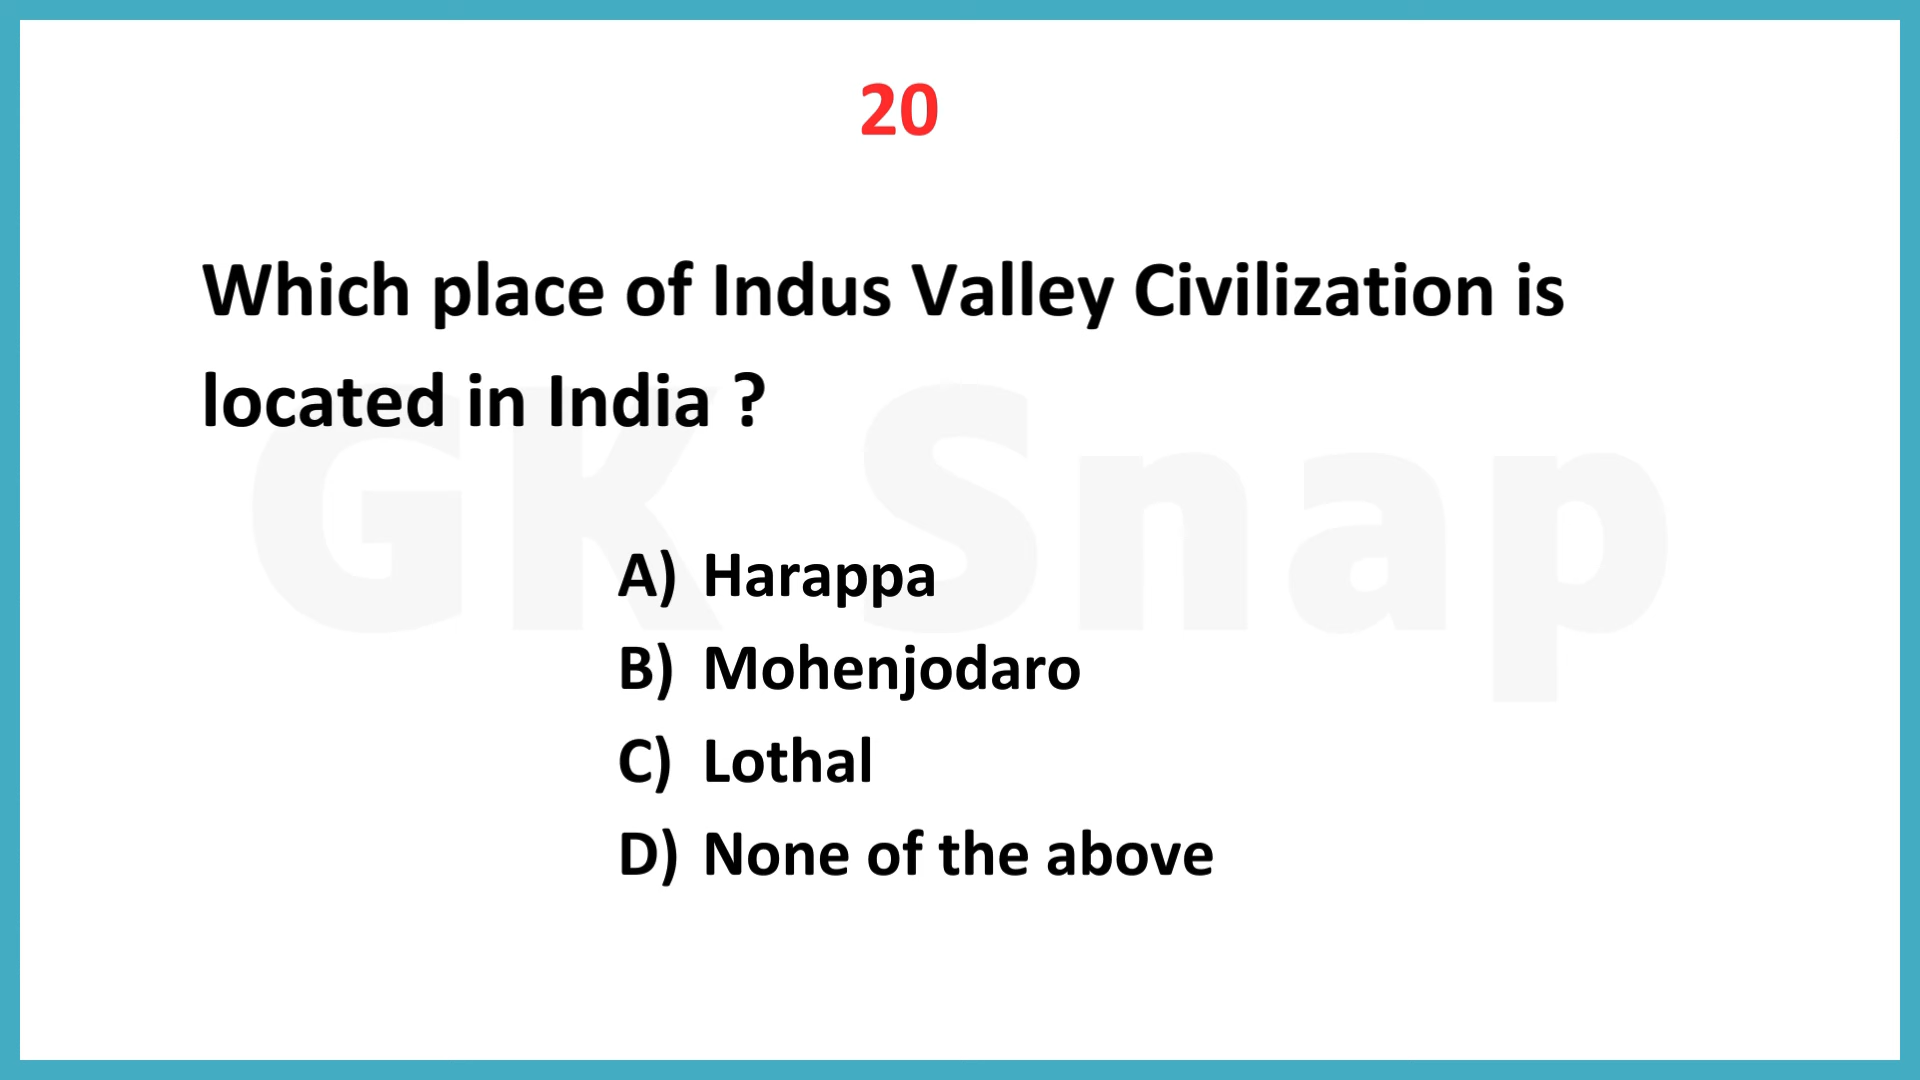 20
Which place of Indus Valley Civilization is
located in India ?
GK Snap
A) Harappa
B) Mohenjodaro
C) Lothal
D) None of the above